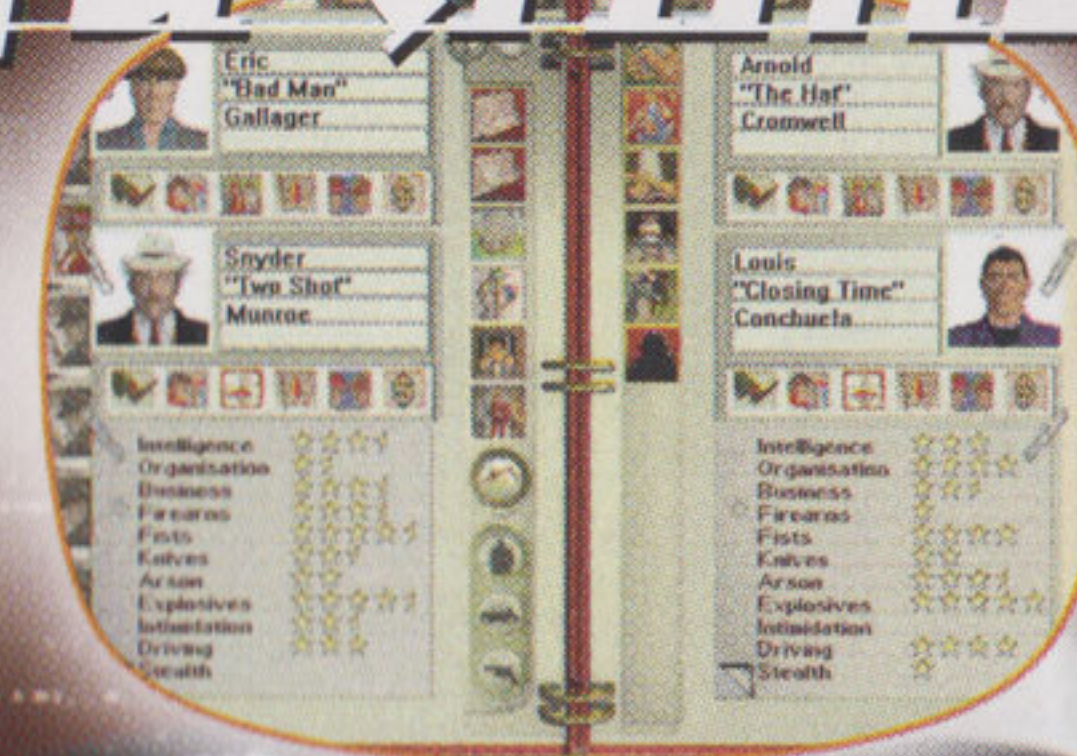 Eric
"Bad Man"
Gallager
Snyder
"Two Shot"
Munroe
Intelligence
Organisation
Business
Firearms
Fists
Knives
Arson
Explosives
Intimidation
Driving
Stealth
Arnold
"The Hat"
Cromwell
Louis
"Closing Time"
Conchuela
Intelligence
Organisation
Business
Firearms
Fists
Knives
Arson
Explosives
Intimidation
Driving
Stealth